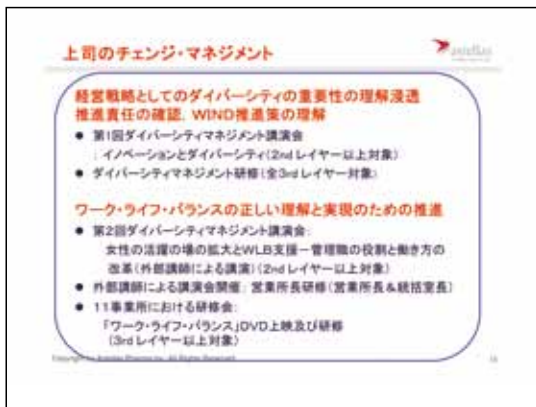 上司のチェンジ・マネジメント
astellas
経営戦略としてのダイバーシティの重要性の理解浸透
推進責任の確認、WIND推進策の理解
● 第1回ダイバーシティマネジメント講演会
：イノベーションとダイバーシティ(2nd レイヤー以上対象)
● ダイバーシティマネジメント研修(全3rd レイヤー対象)
ワーク・ライフ・バランスの正しい理解と実現のための推進
● 第2回ダイバーシティマネジメント講演会：
女性の活躍の場の拡大とWLB支援－管理職の役割と働き方の
改革(外部講師による講演)(2nd レイヤー以上対象)
● 外部講師による講演会開催：営業所長研修(営業所長＆統括室長)
● 11事業所における研修会：
「ワーク・ライフ・バランス」DVD上映及び研修
(3rd レイヤー以上対象)